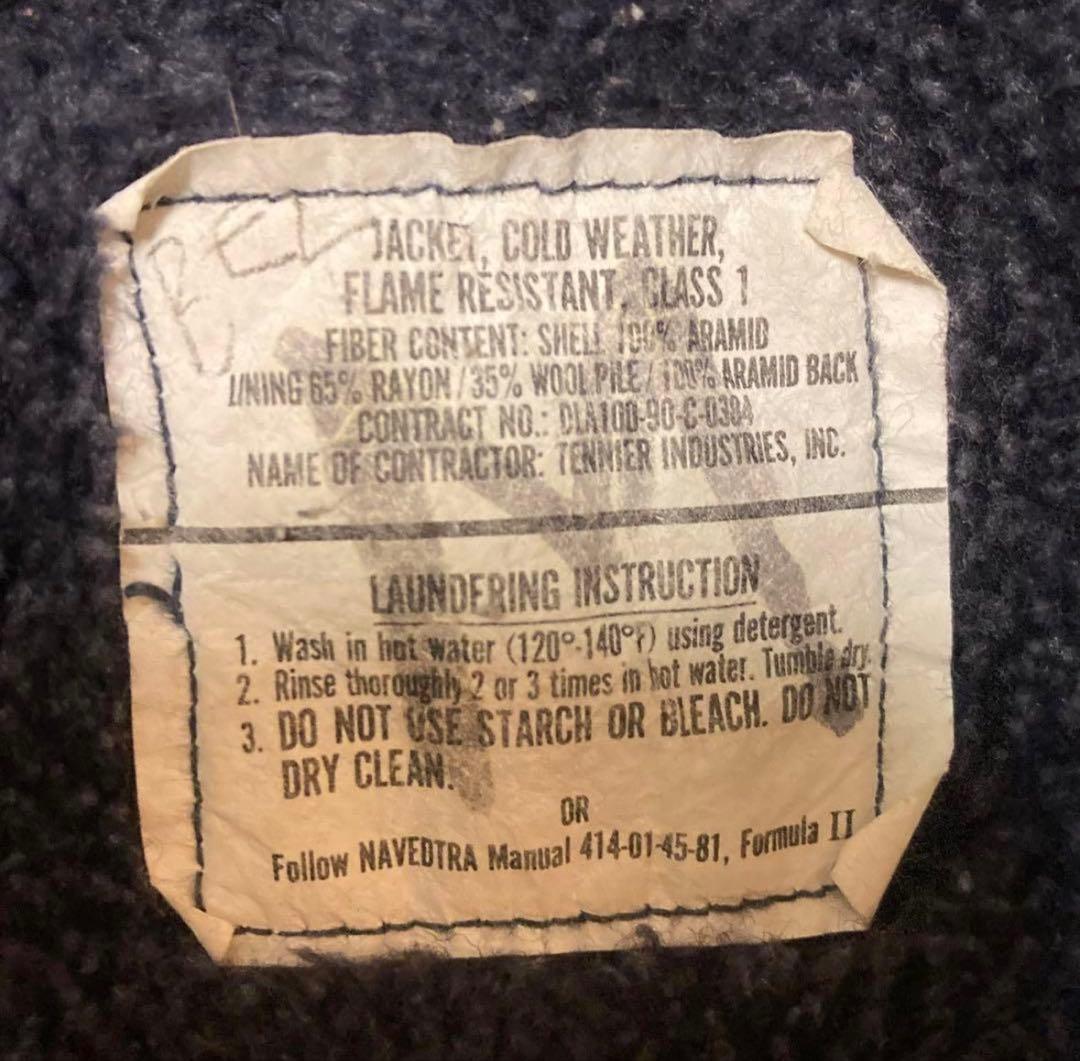 BEL
JACKET, COLD WEATHER,
FLAME RESISTANT, CLASS 1
FIBER CONTENT: SHELL 100% ARAMID
LINING 65% RAYON / 35% WOOL PILE / 100% ARAMID BACK
CONTRACT NO.: DLA100-90-C-0384
NAME OF CONTRACTOR: TENNIER INDUSTRIES, INC.
LAUNDERING INSTRUCTION
1. Wash in hot water (120°-140°F) using detergent.
2. Rinse thoroughly 2 or 3 times in hot water. Tumble dry.
3. DO NOT USE STARCH OR BLEACH. DO NOT
DRY CLEAN.
OR
Follow NAVEDTRA Manual 414-01-45-81, Formula II